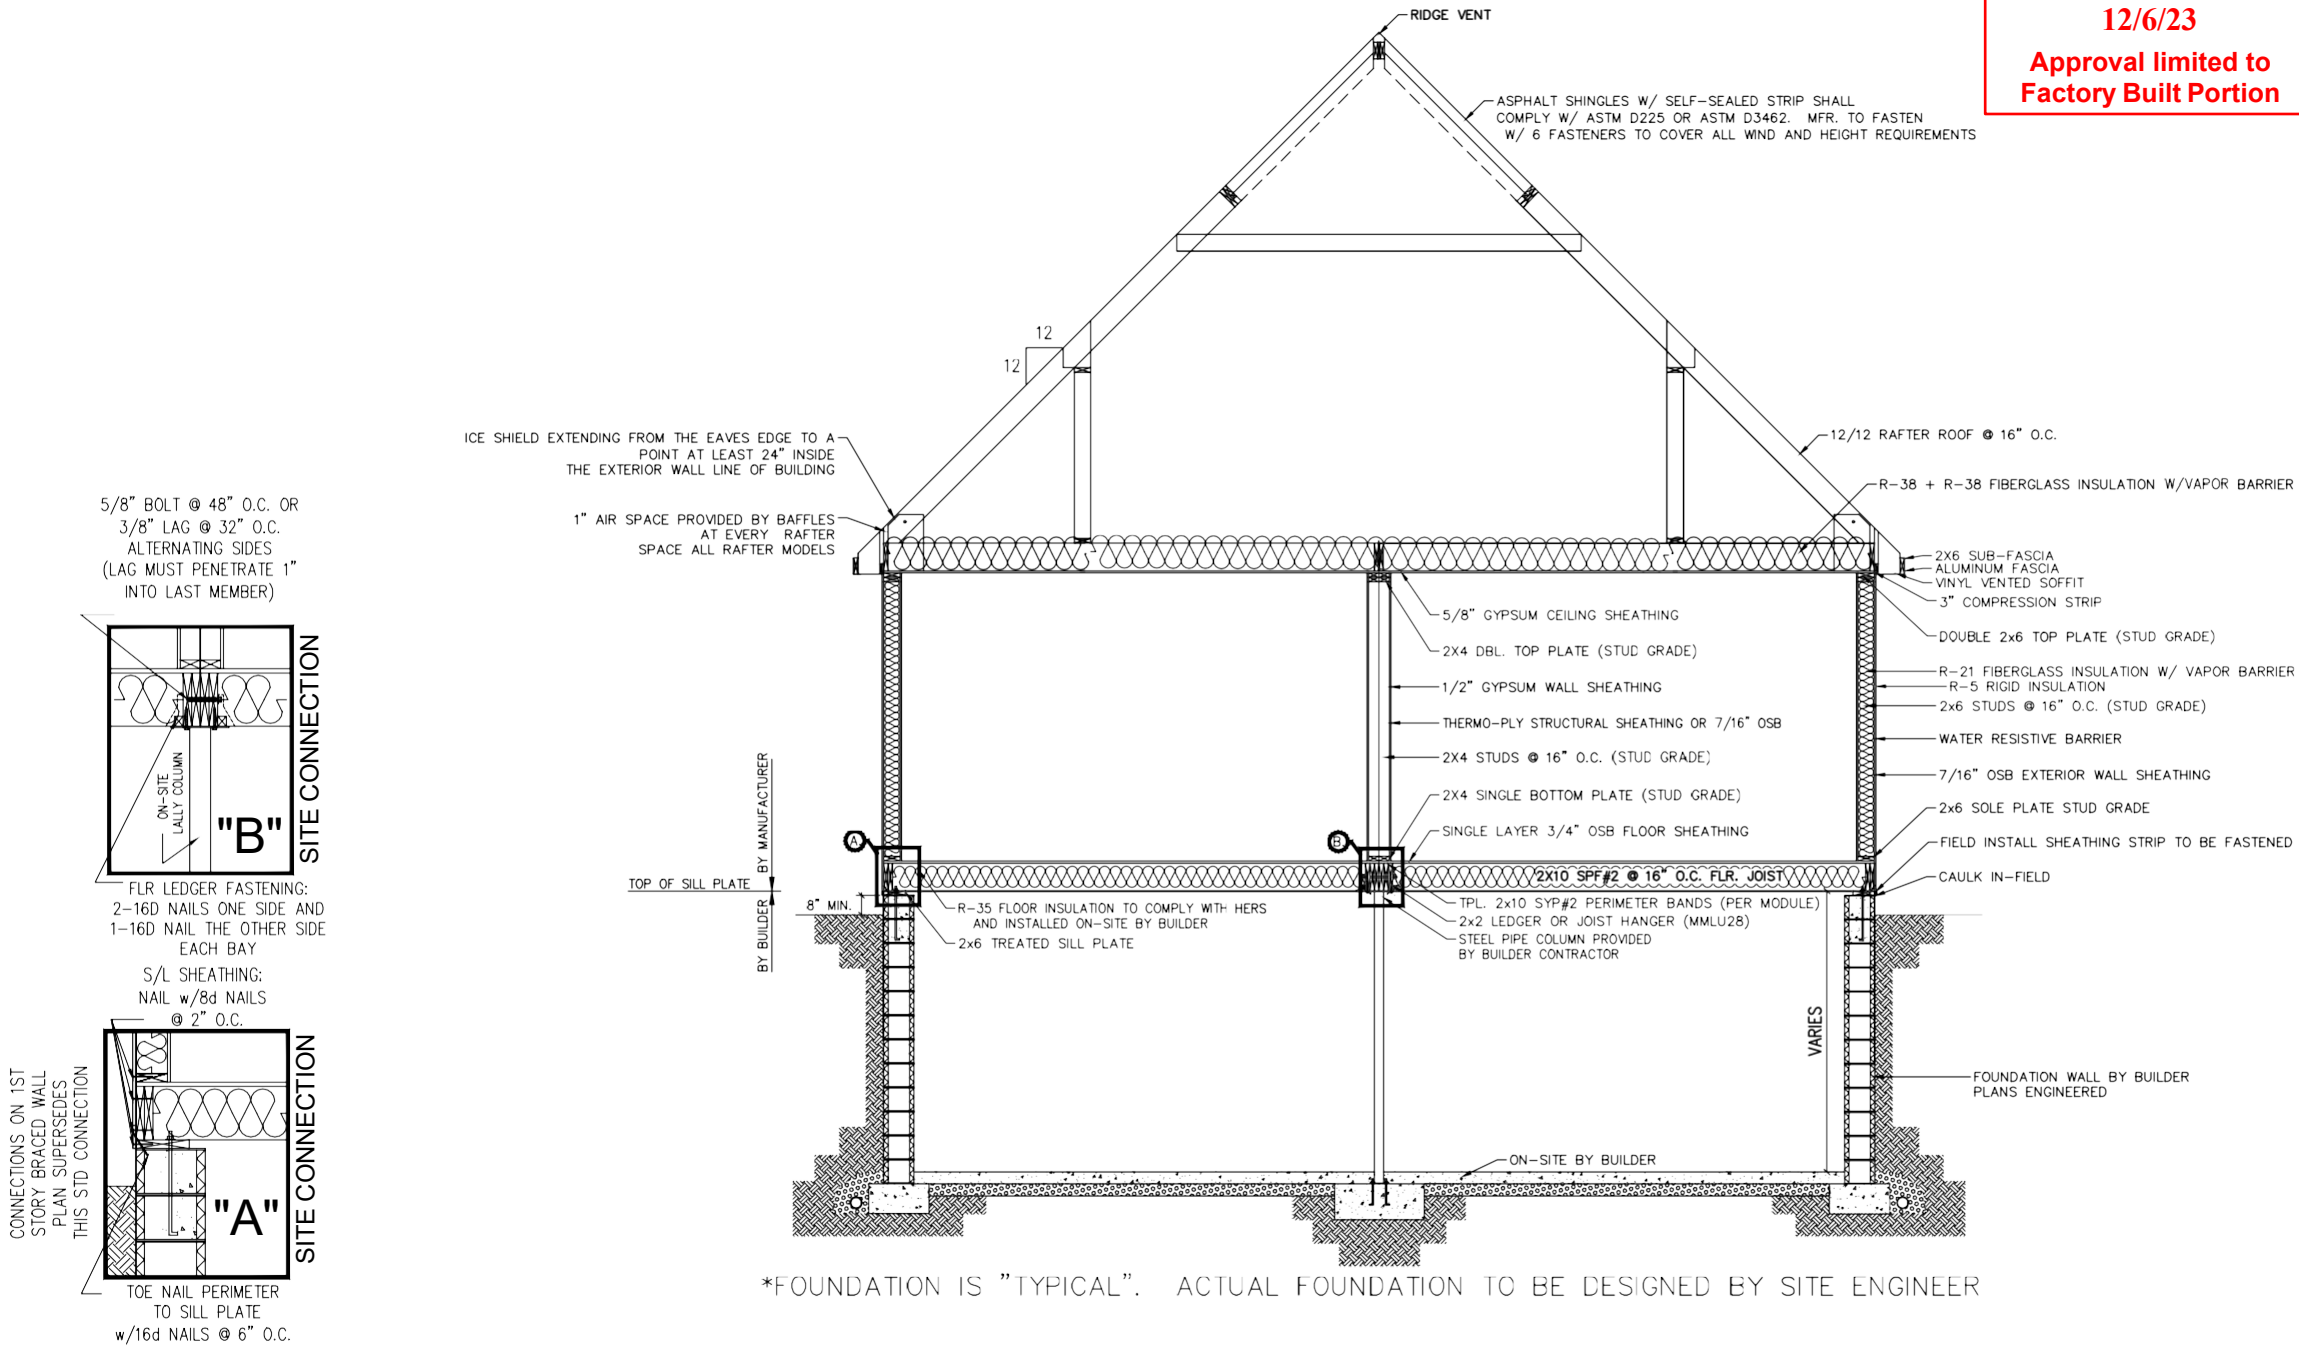 RIDGE VENT
12/6/23
Approval limited to
Factory Built Portion
ASPHALT SHINGLES W/ SELF-SEALED STRIP SHALL
COMPLY W/ ASTM D225 OR ASTM D3462. MFR. TO FASTEN
W/ 6 FASTENERS TO COVER ALL WIND AND HEIGHT REQUIREMENTS
12
12
ICE SHIELD EXTENDING FROM THE EAVES EDGE TO A
POINT AT LEAST 24" INSIDE
THE EXTERIOR WALL LINE OF BUILDING
1" AIR SPACE PROVIDED BY BAFFLES
AT EVERY RAFTER
SPACE ALL RAFTER MODELS
12/12 RAFTER ROOF @ 16" O.C.
R-38 + R-38 FIBERGLASS INSULATION W/VAPOR BARRIER
2X6 SUB-FASCIA
ALUMINUM FASCIA
VINYL VENTED SOFFIT
3" COMPRESSION STRIP
DOUBLE 2x6 TOP PLATE (STUD GRADE)
R-21 FIBERGLASS INSULATION W/ VAPOR BARRIER
R-5 RIGID INSULATION
2x6 STUDS @ 16" O.C. (STUD GRADE)
WATER RESISTIVE BARRIER
7/16" OSB EXTERIOR WALL SHEATHING
2x6 SOLE PLATE STUD GRADE
FIELD INSTALL SHEATHING STRIP TO BE FASTENED
CAULK IN-FIELD
5/8" GYPSUM CEILING SHEATHING
2X4 DBL. TOP PLATE (STUD GRADE)
1/2" GYPSUM WALL SHEATHING
THERMO-PLY STRUCTURAL SHEATHING OR 7/16" OSB
2X4 STUDS @ 16" O.C. (STUD GRADE)
2X4 SINGLE BOTTOM PLATE (STUD GRADE)
SINGLE LAYER 3/4" OSB FLOOR SHEATHING
2X10 SPF#2 @ 16" O.C. FLR. JOIST
TPL. 2x10 SYP#2 PERIMETER BANDS (PER MODULE)
2x2 LEDGER OR JOIST HANGER (MMLU28)
STEEL PIPE COLUMN PROVIDED
BY BUILDER CONTRACTOR
A
B
BY MANUFACTURER
TOP OF SILL PLATE
BY BUILDER
8" MIN.
R-35 FLOOR INSULATION TO COMPLY WITH HERS
AND INSTALLED ON-SITE BY BUILDER
2x6 TREATED SILL PLATE
VARIES
FOUNDATION WALL BY BUILDER
PLANS ENGINEERED
ON-SITE BY BUILDER
*FOUNDATION IS "TYPICAL". ACTUAL FOUNDATION TO BE DESIGNED BY SITE ENGINEER
5/8" BOLT @ 48" O.C. OR
3/8" LAG @ 32" O.C.
ALTERNATING SIDES
(LAG MUST PENETRATE 1"
INTO LAST MEMBER)
ON-SITE
LALLY COLUMN
"B"
SITE CONNECTION
FLR LEDGER FASTENING:
2-16D NAILS ONE SIDE AND
1-16D NAIL THE OTHER SIDE
EACH BAY
S/L SHEATHING:
NAIL w/8d NAILS
@ 2" O.C.
CONNECTIONS ON 1ST
STORY BRACED WALL
PLAN SUPERSEDES
THIS STD CONNECTION
"A"
SITE CONNECTION
TOE NAIL PERIMETER
TO SILL PLATE
w/16d NAILS @ 6" O.C.